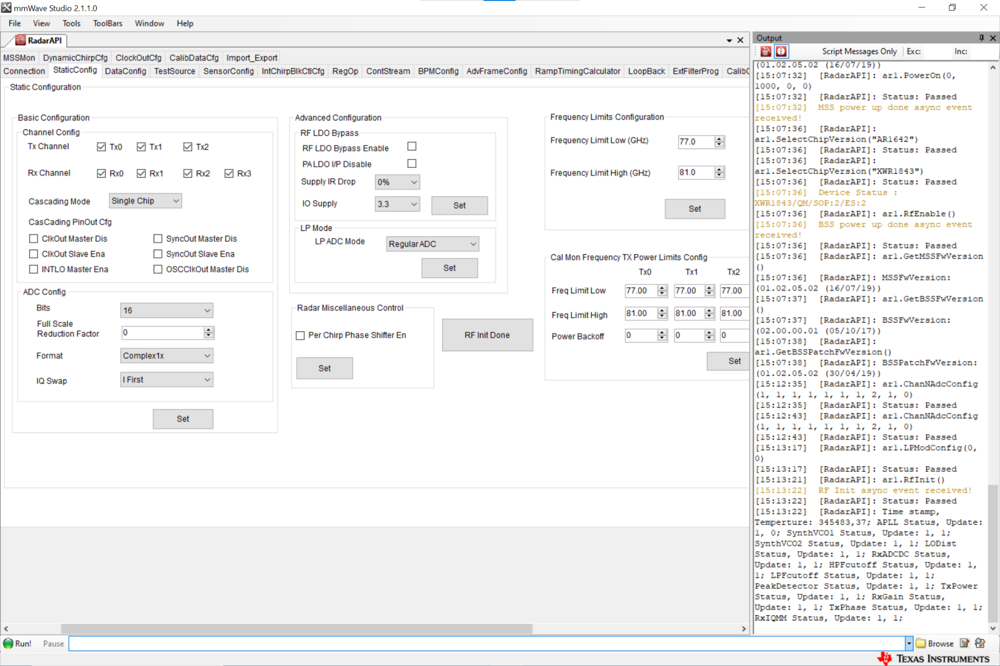 mmWave Studio 2.1.1.0
File View Tools ToolBars Window Help
RadarAPI
MSSMon DynamicChirpCfg ClockOutCfg CalibDataCfg Import_Export
Connection StaticConfig DataConfig TestSource SensorConfig IntChirpBlkCtlCfg RegOp ContStream BPMConfig AdvFrameConfig RampTimingCalculator LoopBack ExtFilterProg
Static Configuration
Basic Configuration
Channel Config
Tx Channel Tx0 Tx1 Tx2
Rx Channel Rx0 Rx1 Rx2 Rx3
Cascading Mode Single Chip
CasCading PinOut Cfg
ClkOut Master Dis SyncOut Master Dis
ClkOut Slave Ena SyncOut Slave Ena
INTLO Master Ena OSCClkOut Master Dis
ADC Config
Bits 16
Full Scale
Reduction Factor 0
Format Complex1x
IQ Swap I First
Set
Advanced Configuration
RF LDO Bypass
RF LDO Bypass Enable
PA LDO I/P Disable
Supply IR Drop 0%
IO Supply 3.3 Set
LP Mode
LP ADC Mode Regular ADC
Set
Radar Miscellaneous Control
Per Chirp Phase Shifter En
Set
RF Init Done
Frequency Limits Configuration
Frequency Limit Low (GHz) 77.0
Frequency Limit High (GHz) 81.0
Set
Cal Mon Frequency TX Power Limits Config
Tx0 Tx1 Tx2
Freq Limit Low 77.00 77.00 77.00
Freq Limit High 81.00 81.00 81.00
Power Backoff 0 0 0
Set
Output
Script Messages Only Exc: Inc:
(01.02.05.02 (16/07/19))
[15:07:32] [RadarAPI]: ar1.PowerOn(0,
1000, 0, 0)
[15:07:32] [RadarAPI]: Status: Passed
[15:07:32] MSS power up done async event
received!
[15:07:36] [RadarAPI]:
ar1.SelectChipVersion("AR1642")
[15:07:36] [RadarAPI]: Status: Passed
[15:07:36] [RadarAPI]:
ar1.SelectChipVersion("XWR1843")
[15:07:36] [RadarAPI]: Status: Passed
[15:07:36] Device Status :
XWR1843/QM/SOP:2/ES:2
[15:07:36] [RadarAPI]: ar1.RfEnable()
[15:07:36] BSS power up done async event
received!
[15:07:36] [RadarAPI]: Status: Passed
[15:07:36] [RadarAPI]: ar1.GetMSSFwVersion
()
[15:07:36] [RadarAPI]: MSSFwVersion:
(01.02.05.02 (16/07/19))
[15:07:37] [RadarAPI]: ar1.GetBSSFwVersion
()
[15:07:37] [RadarAPI]: BSSFwVersion:
(02.00.00.01 (05/10/17))
[15:07:38] [RadarAPI]:
ar1.GetBSSPatchFwVersion()
[15:07:38] [RadarAPI]: BSSPatchFwVersion:
(01.02.05.02 (30/04/19))
[15:12:35] [RadarAPI]: ar1.ChanNAdcConfig
(1, 1, 1, 1, 1, 1, 1, 2, 1, 0)
[15:12:35] [RadarAPI]: Status: Passed
[15:12:43] [RadarAPI]: ar1.ChanNAdcConfig
(1, 1, 1, 1, 1, 1, 1, 2, 1, 0)
[15:12:43] [RadarAPI]: Status: Passed
[15:13:17] [RadarAPI]: ar1.LPModConfig(0,
0)
[15:13:17] [RadarAPI]: Status: Passed
[15:13:21] [RadarAPI]: ar1.RfInit()
[15:13:22] RF Init async event received!
[15:13:22] [RadarAPI]: Status: Passed
[15:13:22] [RadarAPI]: Time stamp,
Temperture: 345483,37; APLL Status, Update:
1, 0; SynthVCO1 Status, Update: 1, 1;
SynthVCO2 Status, Update: 1, 1; LODist
Status, Update: 1, 1; RxADCDC Status,
Update: 1, 1; HPFcutoff Status, Update: 1,
1; LPFcutoff Status, Update: 1, 1;
PeakDetector Status, Update: 1, 1; TxPower
Status, Update: 1, 1; RxGain Status,
Update: 1, 1; TxPhase Status, Update: 1, 1;
RxIQMM Status, Update: 1, 1;
Run! Pause Browse
TEXAS INSTRUMENTS